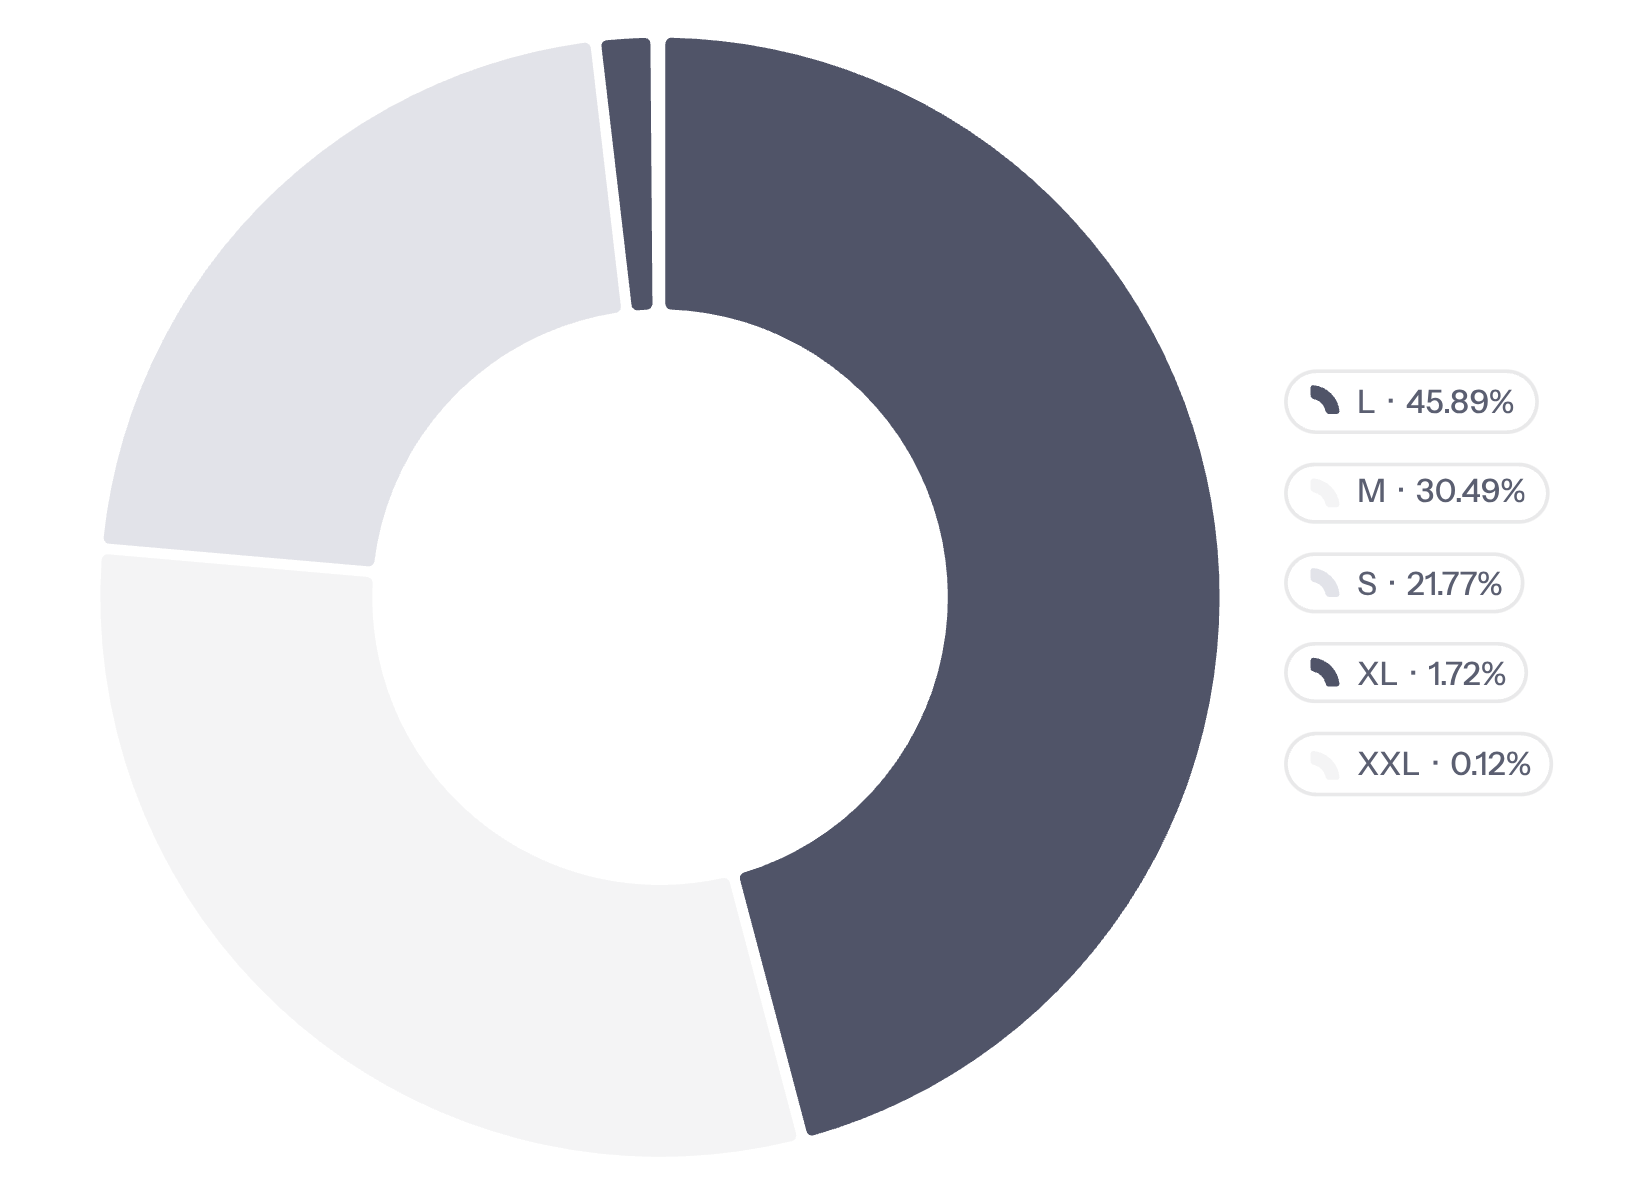 L · 45.89%
M · 30.49%
S · 21.77%
XL · 1.72%
XXL · 0.12%